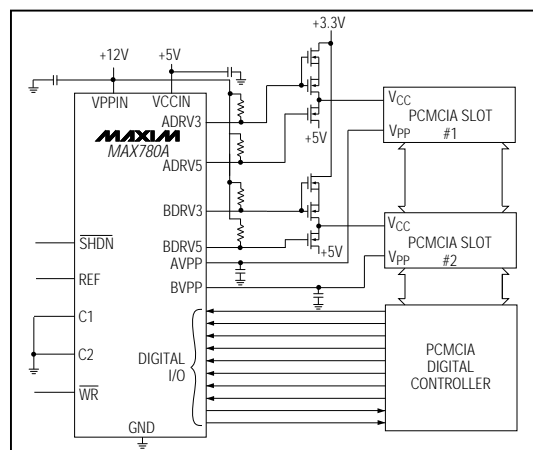 +3.3V
+12V
+5V
VPPIN
VCCIN
MAXIM
MAX780A
ADRV3
ADRV5
BDRV3
BDRV5
AVPP
BVPP
SHDN
REF
C1
C2
WR
GND
DIGITAL
I/O
+5V
+5V
VCC
VPP
PCMCIA SLOT
#1
VCC
VPP
PCMCIA SLOT
#2
PCMCIA
DIGITAL
CONTROLLER